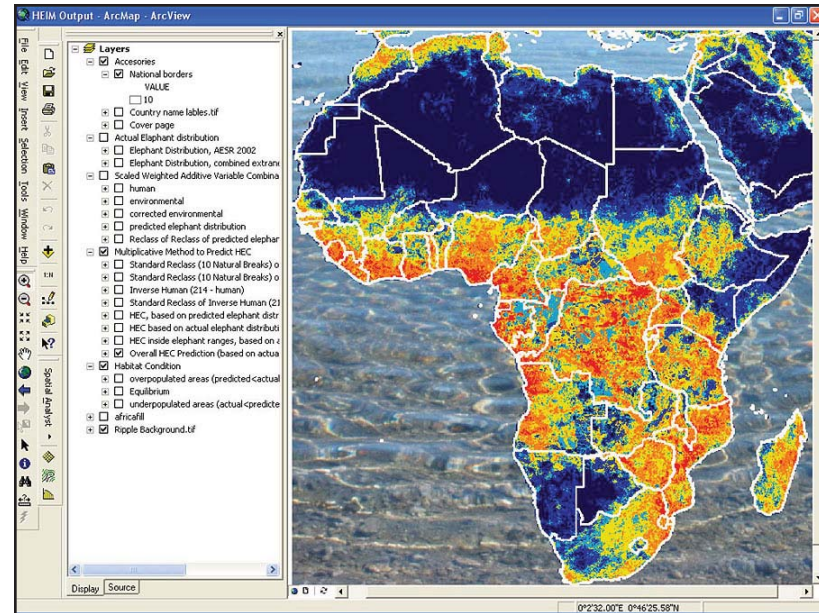 HEIM Output - ArcMap - ArcView
File Edit View Insert Selection Tools Window Help
Layers
Accesories
National borders
VALUE
10
Country name lables.tif
Cover page
Actual Elaphant distribution
Elephant Distribution, AESR 2002
Elephant Distribution, combined extrane
Scaled Weighted Additive Variable Combina
human
environmental
corrected environmental
predicted elephant distribution
Reclass of Reclass of predicted elephar
Multiplicative Method to Predict HEC
Standard Reclass (10 Natural Breaks) o
Standard Reclass (10 Natural Breaks) o
Inverse Human (214 - human)
Standard Reclass of Inverse Human (21
HEC, based on predicted elephant distr
HEC based on actual elephant distributi
HEC inside elephant ranges, based on a
Overall HEC Prediction (based on actua
Habitat Condition
overpopulated areas (predicted<actual
Equilibrium
underpopulated areas (actual<predicte
africafill
Ripple Background.tif
1:N
Spatial Analyst
Display Source
0°2'32.00"E 0°46'25.58"N